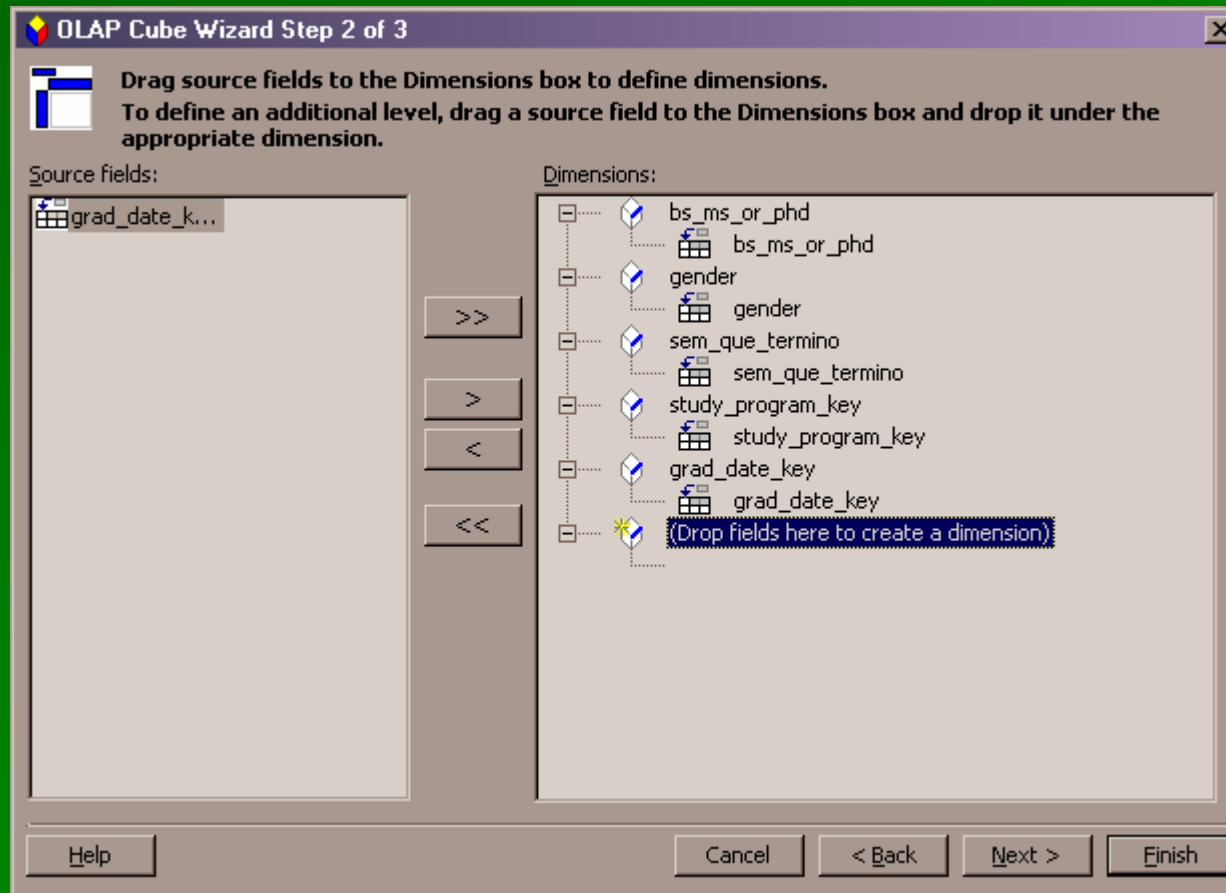 OLAP Cube Wizard Step 2 of 3
Drag source fields to the Dimensions box to define dimensions.
To define an additional level, drag a source field to the Dimensions box and drop it under the
appropriate dimension.
Source fields:
grad_date_k...
>>
>
<
<<
Dimensions:
bs_ms_or_phd
bs_ms_or_phd
gender
gender
sem_que_termino
sem_que_termino
study_program_key
study_program_key
grad_date_key
grad_date_key
(Drop fields here to create a dimension)
Help
Cancel
< Back
Next >
Finish